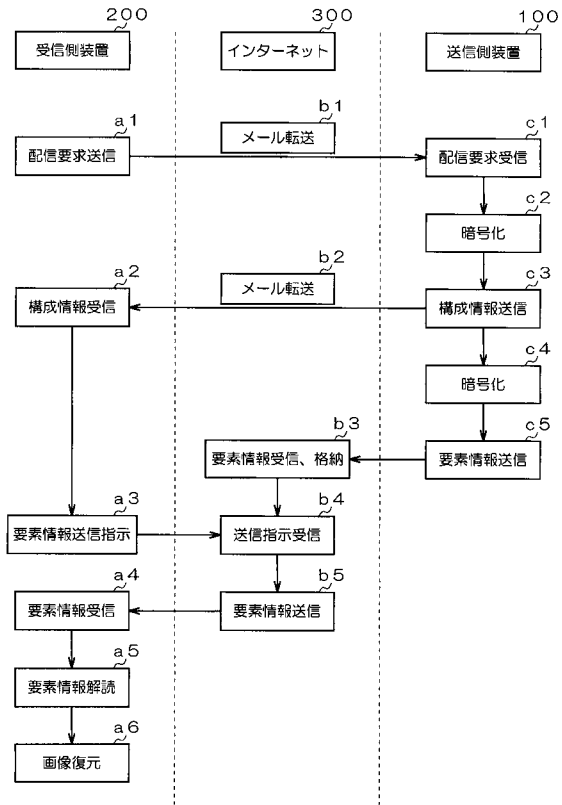 200
300
100
受信側装置
インターネット
送信側装置
a1
b1
c1
配信要求送信
メール転送
配信要求受信
c2
暗号化
a2
b2
c3
構成情報受信
メール転送
構成情報送信
c4
暗号化
b3
c5
要素情報受信、格納
要素情報送信
a3
b4
要素情報送信指示
送信指示受信
a4
b5
要素情報受信
要素情報送信
a5
要素情報解読
a6
画像復元